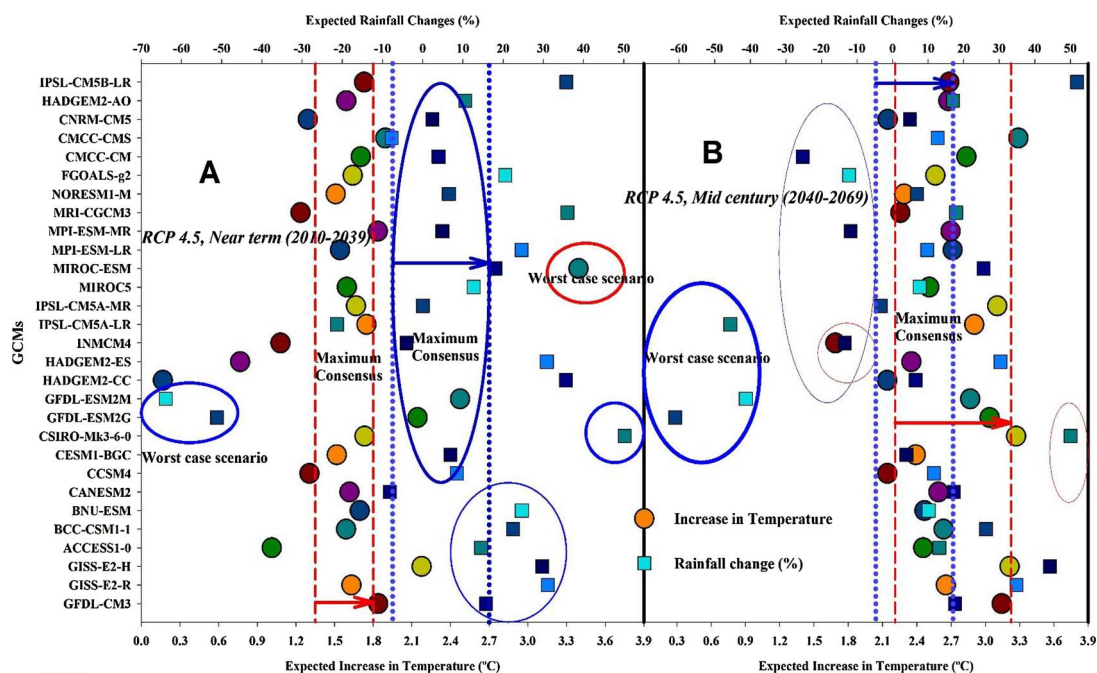 Expected Rainfall Changes (%)
Expected Rainfall Changes (%)
-70 -60 -50 -40 -30 -20 -10 0 10 20 30 40 50
-60 -50 -40 -30 -20 -10 0 10 20 30 40 50
IPSL-CM5B-LR
HADGEM2-AO
CNRM-CM5
CMCC-CMS
CMCC-CM
FGOALS-g2
NORESM1-M
MRI-CGCM3
MPI-ESM-MR
MPI-ESM-LR
MIROC-ESM
MIROC5
IPSL-CM5A-MR
IPSL-CM5A-LR
INMCM4
HADGEM2-ES
HADGEM2-CC
GFDL-ESM2M
GFDL-ESM2G
CSIRO-Mk3-6-0
CESM1-BGC
CCSM4
CANESM2
BNU-ESM
BCC-CSM1-1
ACCESS1-0
GISS-E2-H
GISS-E2-R
GFDL-CM3
GCMs
A
RCP 4.5, Near term (2010-2039)
Worst case scenario
Maximum
Consensus
Maximum
Consensus
Worst case scenario
B
RCP 4.5, Mid century (2040-2069)
Maximum
Consensus
Worst case scenario
Increase in Temperature
Rainfall change (%)
0.0 0.3 0.6 0.9 1.2 1.5 1.8 2.1 2.4 2.7 3.0 3.3 3.6 3.9
0.3 0.6 0.9 1.2 1.5 1.8 2.1 2.4 2.7 3.0 3.3 3.6 3.9
Expected Increase in Temperature (ºC)
Expected Increase in Temperature (ºC)